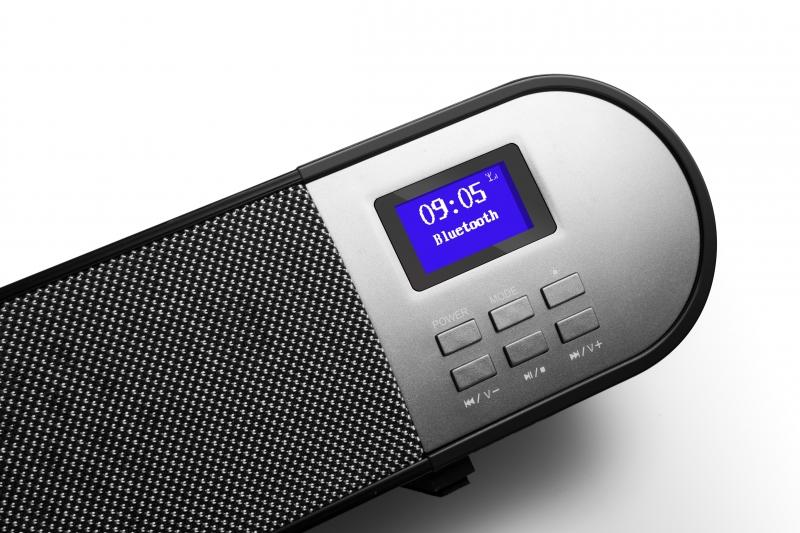 09:05
Bluetooth
POWER
MODE
⏮/V−
⏯/⏹
⏭/V+